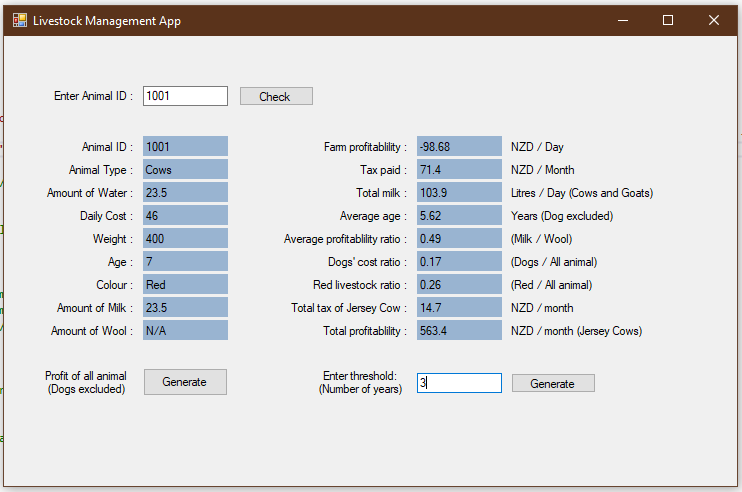 Livestock Management App
Enter Animal ID : 1001 Check
Animal ID : 1001 Farm profitablility : -98.68 NZD / Day
Animal Type : Cows Tax paid : 71.4 NZD / Month
Amount of Water : 23.5 Total milk : 103.9 Litres / Day (Cows and Goats)
Daily Cost : 46 Average age : 5.62 Years (Dog excluded)
Weight : 400 Average profitablility ratio : 0.49 (Milk / Wool)
Age : 7 Dogs' cost ratio : 0.17 (Dogs / All animal)
Colour : Red Red livestock ratio : 0.26 (Red / All animal)
Amount of Milk : 23.5 Total tax of Jersey Cow : 14.7 NZD / month
Amount of Wool : N/A Total profitablility : 563.4 NZD / month (Jersey Cows)
Profit of all animal
(Dogs excluded) Generate
Enter threshold:
(Number of years) 3 Generate